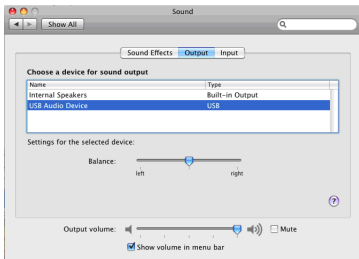 Sound
Show All
Sound Effects Output Input
Choose a device for sound output
Name Type
Internal Speakers Built-in Output
USB Audio Device USB
Settings for the selected device:
Balance:
left right
?
Output volume: Mute
Show volume in menu bar